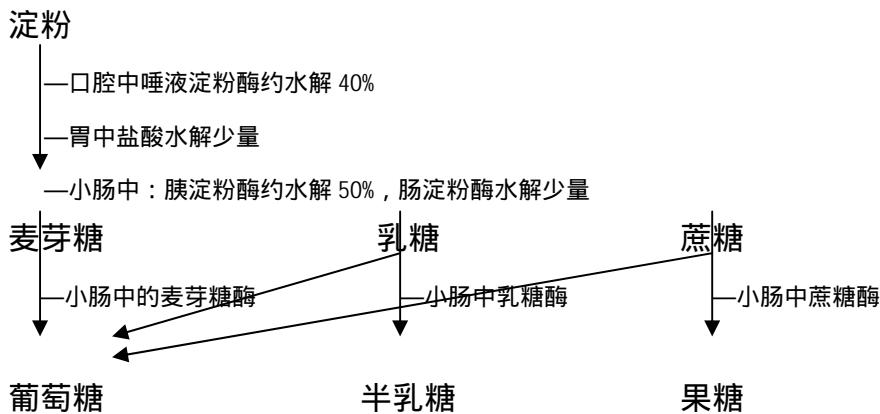 淀粉
—口腔中唾液淀粉酶约水解 40%
—胃中盐酸水解少量
—小肠中：胰淀粉酶约水解 50%，肠淀粉酶水解少量
麦芽糖 乳糖 蔗糖
—小肠中的麦芽糖酶 —小肠中乳糖酶 —小肠中蔗糖酶
葡萄糖 半乳糖 果糖